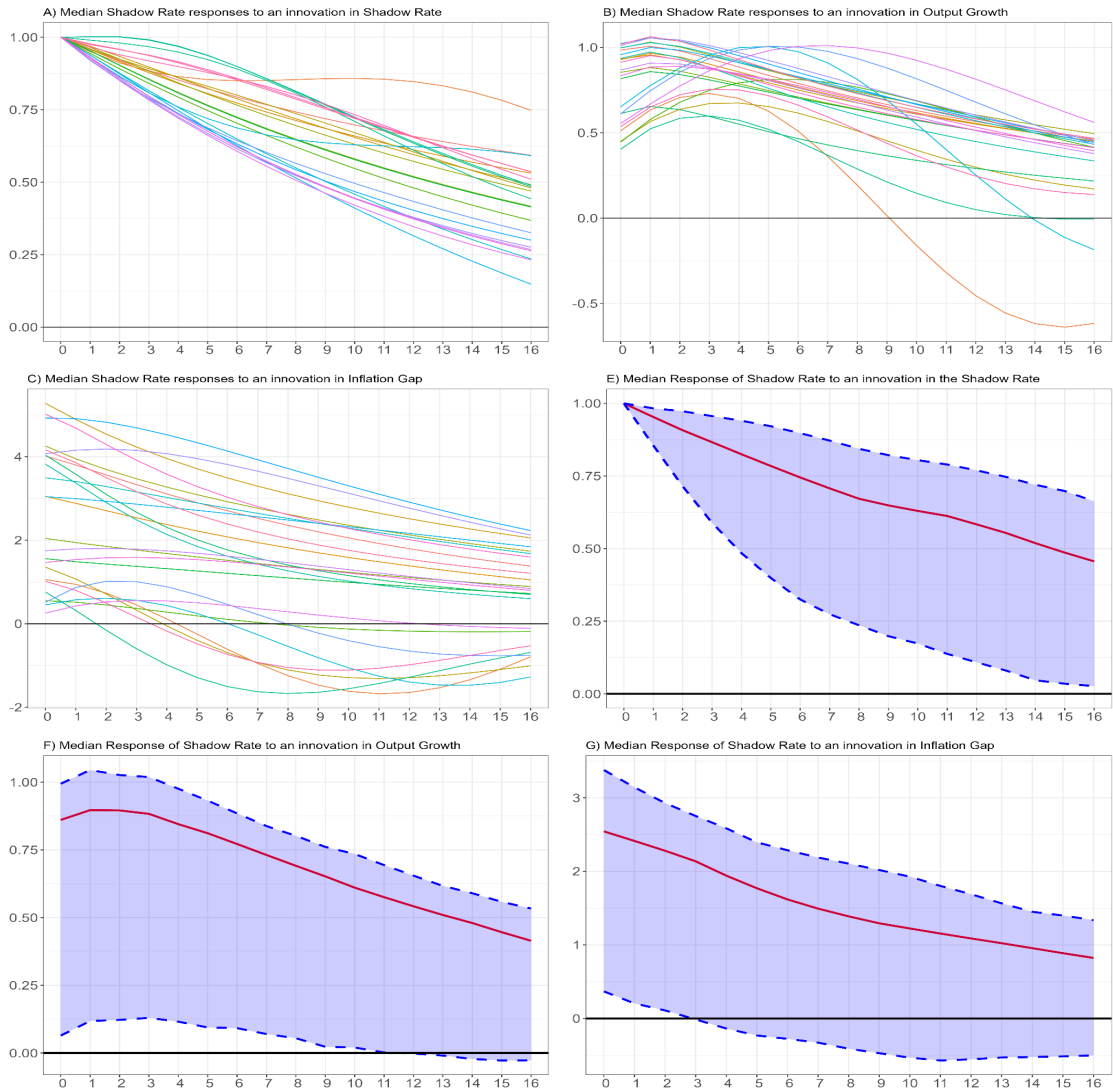 A) Median Shadow Rate responses to an innovation in Shadow Rate
1.00
0.75
0.50
0.25
0.00
0 1 2 3 4 5 6 7 8 9 10 11 12 13 14 15 16
B) Median Shadow Rate responses to an innovation in Output Growth
1.0
0.5
0.0
-0.5
0 1 2 3 4 5 6 7 8 9 10 11 12 13 14 15 16
C) Median Shadow Rate responses to an innovation in Inflation Gap
4
2
0
-2
0 1 2 3 4 5 6 7 8 9 10 11 12 13 14 15 16
E) Median Response of Shadow Rate to an innovation in the Shadow Rate
1.00
0.75
0.50
0.25
0.00
0 1 2 3 4 5 6 7 8 9 10 11 12 13 14 15 16
F) Median Response of Shadow Rate to an innovation in Output Growth
1.00
0.75
0.50
0.25
0.00
0 1 2 3 4 5 6 7 8 9 10 11 12 13 14 15 16
G) Median Response of Shadow Rate to an innovation in Inflation Gap
3
2
1
0
0 1 2 3 4 5 6 7 8 9 10 11 12 13 14 15 16